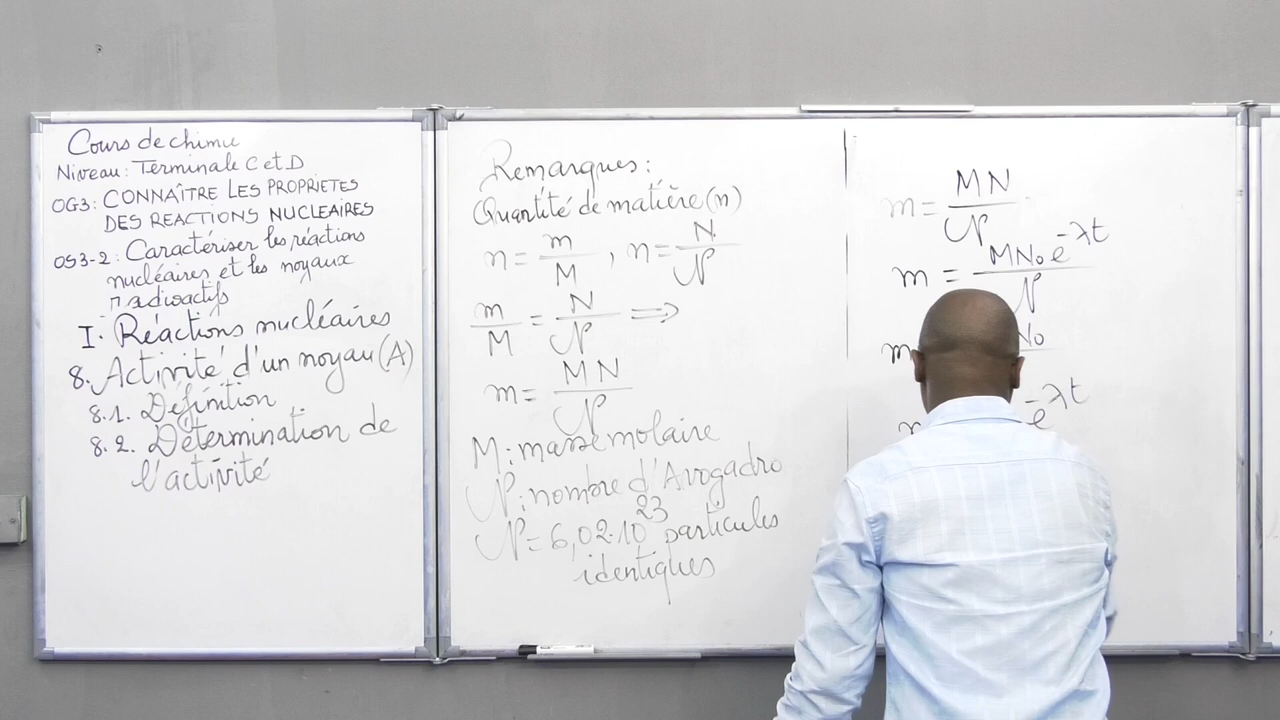 Cours de chimie
Niveau: Terminale C et D
OG3: CONNAÎTRE LES PROPRIETES
DES REACTIONS NUCLEAIRES
OS3-2: Caractériser les réactions
nucléaires et les noyaux
radioactifs
I. Réactions nucléaires
8. Activité d'un noyau (A)
8.1. Définition
8.2. Détermination de
l'activité
Remarques:
Quantité de matière (n)
n = m/M , n = N/𝒩
m/M = N/𝒩 ⟹
m = MN/𝒩
M: masse molaire
𝒩: nombre d'Avogadro
𝒩 = 6,02·10^23 particules
identiques
m = MN/𝒩
m = MN₀e^-λt/𝒩
m N₀
e^-λt